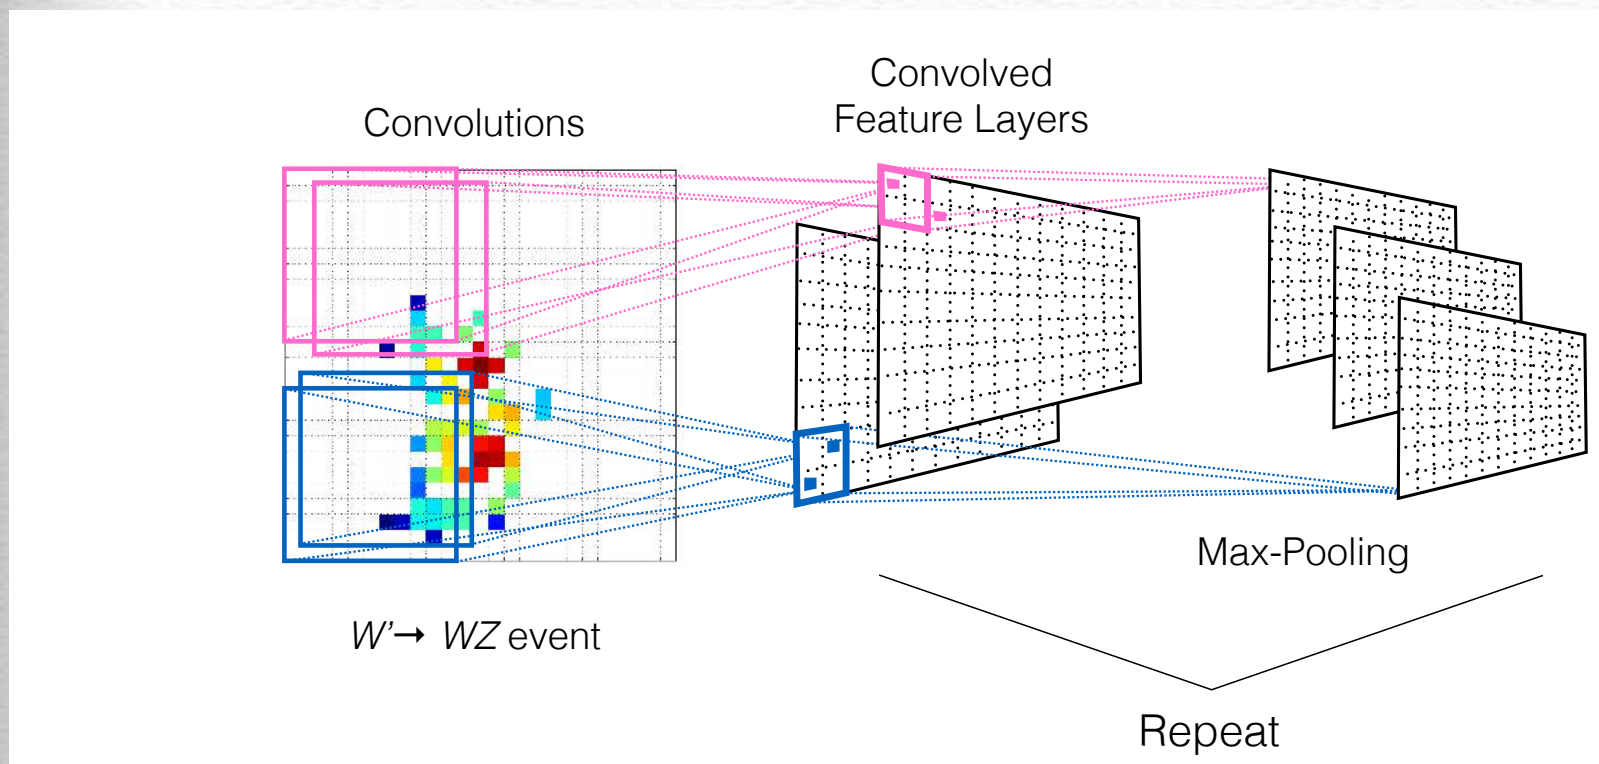 Convolutions
Convolved
Feature Layers
W'→ WZ event
Max-Pooling
Repeat